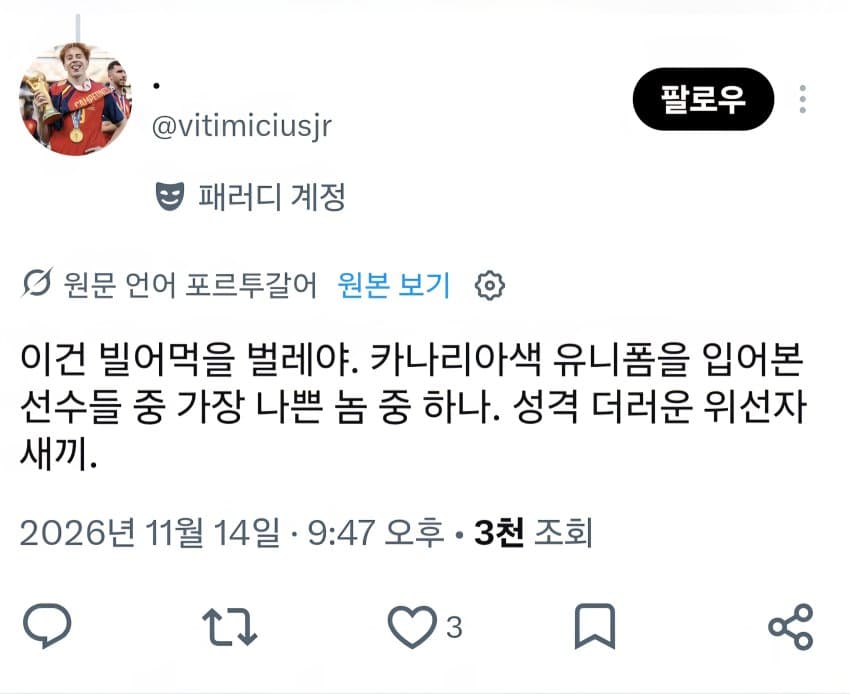 .
@vitimiciusjr
팔로우
패러디 계정
원문 언어 포르투갈어 원본 보기
이건 빌어먹을 벌레야. 카나리아색 유니폼을 입어본
선수들 중 가장 나쁜 놈 중 하나. 성격 더러운 위선자
새끼.
2026년 11월 14일 · 9:47 오후 • 3천 조회
3